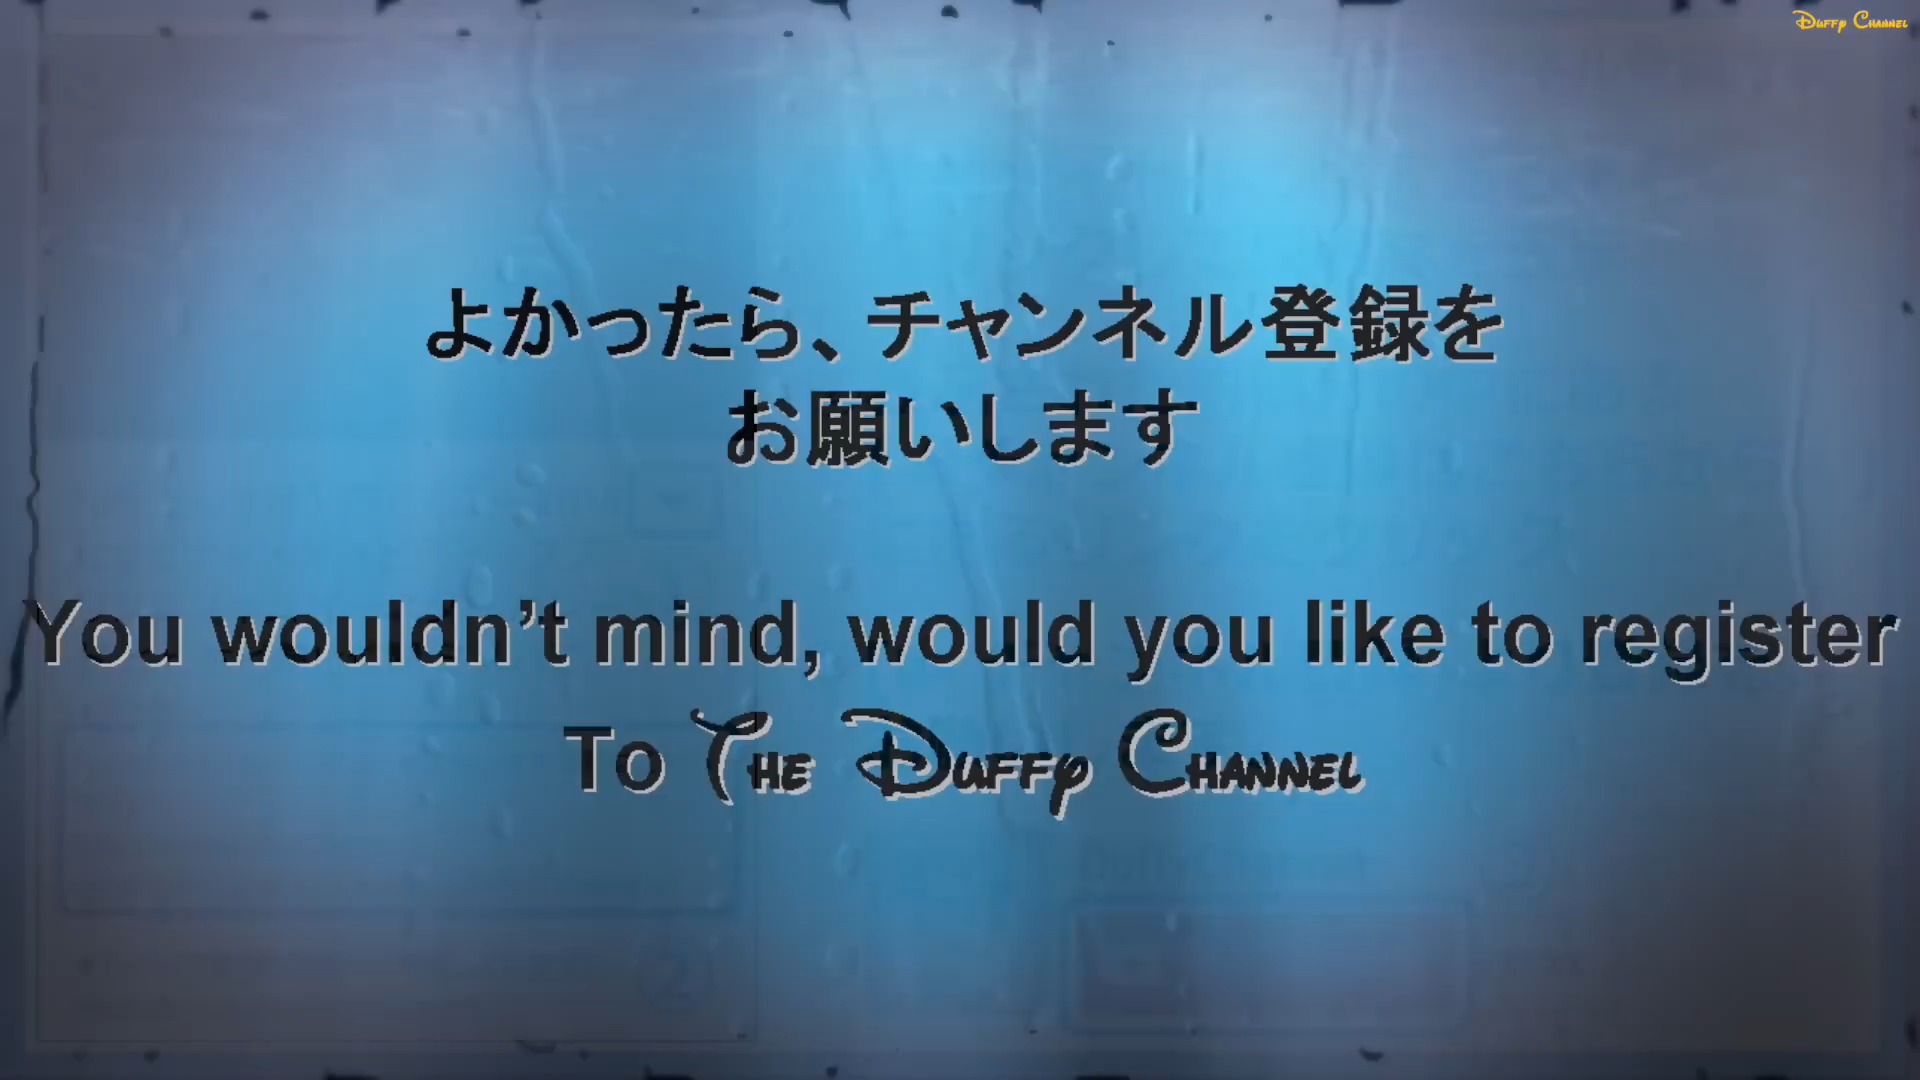 Duffy Channel
よかったら、チャンネル登録を
お願いします
You wouldn't mind, would you like to register
To The Duffy Channel